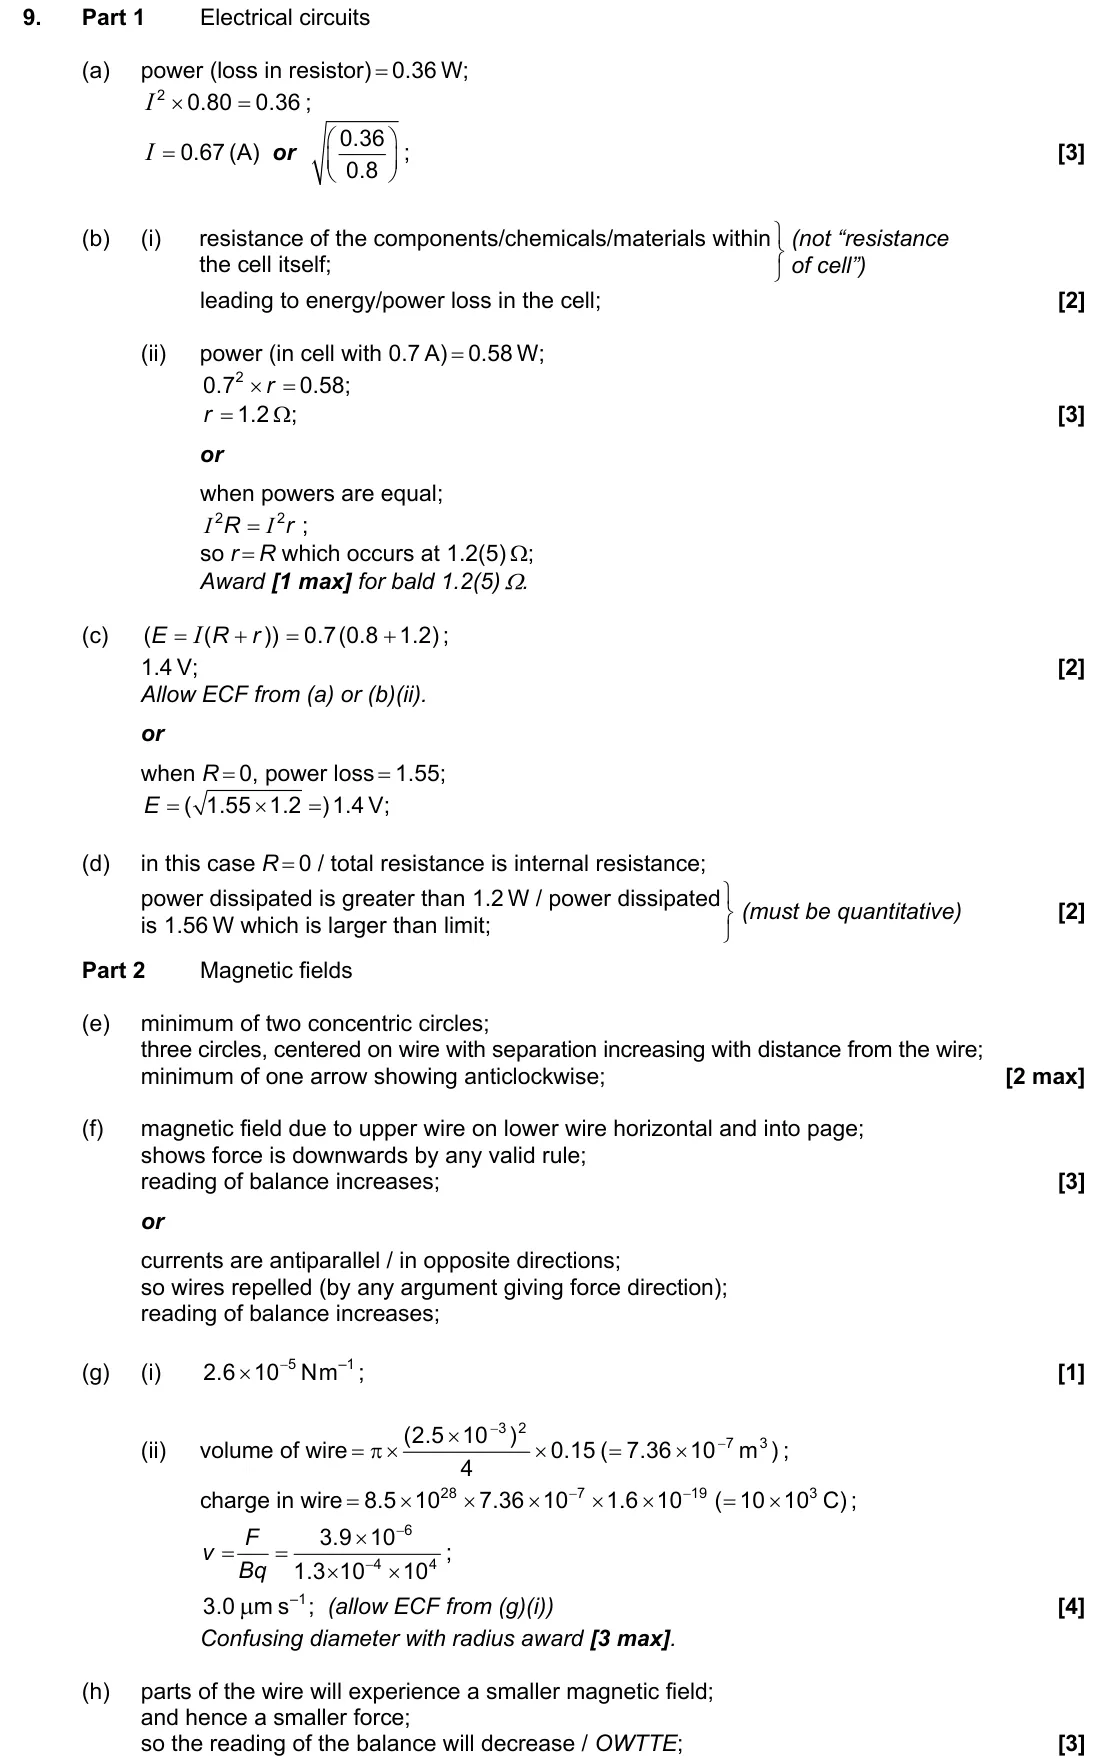 9. Part 1 Electrical circuits
(a) power (loss in resistor) = 0.36 W;
I² × 0.80 = 0.36 ;
I = 0.67 (A) or √(0.36/0.8) ; [3]
(b) (i) resistance of the components/chemicals/materials within } (not “resistance
the cell itself; of cell”)
leading to energy/power loss in the cell; [2]
(ii) power (in cell with 0.7 A) = 0.58 W;
0.7² × r = 0.58;
r = 1.2 Ω; [3]
or
when powers are equal;
I²R = I²r ;
so r = R which occurs at 1.2(5) Ω;
Award [1 max] for bald 1.2(5) Ω.
(c) (E = I(R + r)) = 0.7(0.8 + 1.2) ;
1.4 V; [2]
Allow ECF from (a) or (b)(ii).
or
when R = 0, power loss = 1.55;
E = (√1.55 × 1.2 =) 1.4 V;
(d) in this case R = 0 / total resistance is internal resistance;
power dissipated is greater than 1.2 W / power dissipated } (must be quantitative) [2]
is 1.56 W which is larger than limit;
Part 2 Magnetic fields
(e) minimum of two concentric circles;
three circles, centered on wire with separation increasing with distance from the wire;
minimum of one arrow showing anticlockwise; [2 max]
(f) magnetic field due to upper wire on lower wire horizontal and into page;
shows force is downwards by any valid rule;
reading of balance increases; [3]
or
currents are antiparallel / in opposite directions;
so wires repelled (by any argument giving force direction);
reading of balance increases;
(g) (i) 2.6 × 10⁻⁵ N m⁻¹ ; [1]
(ii) volume of wire = π × (2.5 × 10⁻³)²/4 × 0.15 (= 7.36 × 10⁻⁷ m³) ;
charge in wire = 8.5 × 10²⁸ × 7.36 × 10⁻⁷ × 1.6 × 10⁻¹⁹ (= 10 × 10³ C) ;
v = F/Bq = 3.9 × 10⁻⁶/1.3 × 10⁻⁴ × 10⁴ ;
3.0 μm s⁻¹; (allow ECF from (g)(i)) [4]
Confusing diameter with radius award [3 max].
(h) parts of the wire will experience a smaller magnetic field;
and hence a smaller force;
so the reading of the balance will decrease / OWTTE; [3]